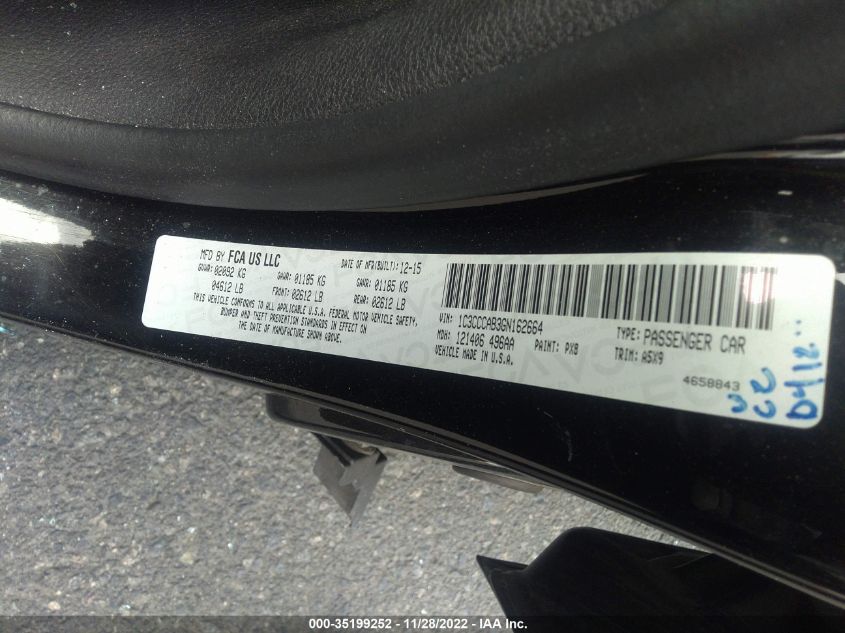 MFD BY FCA US LLC DATE OF MFR(BUILT): 12-15
GVWR: 02092 KG GAWR: 01185 KG GAWR: 01185 KG
04612 LB FRONT: 02612 LB REAR: 02612 LB
THIS VEHICLE CONFORMS TO ALL APPLICABLE U.S.A. FEDERAL MOTOR VEHICLE SAFETY,
BUMPER AND THEFT PREVENTION STANDARDS IN EFFECT ON
THE DATE OF MANUFACTURE SHOWN ABOVE.
VIN: 1C3CCCAB3GN162664 TYPE: PASSENGER CAR
MDH: 121406 496AA PAINT: PX8 TRIM: A5X9
VEHICLE MADE IN U.S.A.
4658843
000-35199252 - 11/28/2022 - IAA Inc.